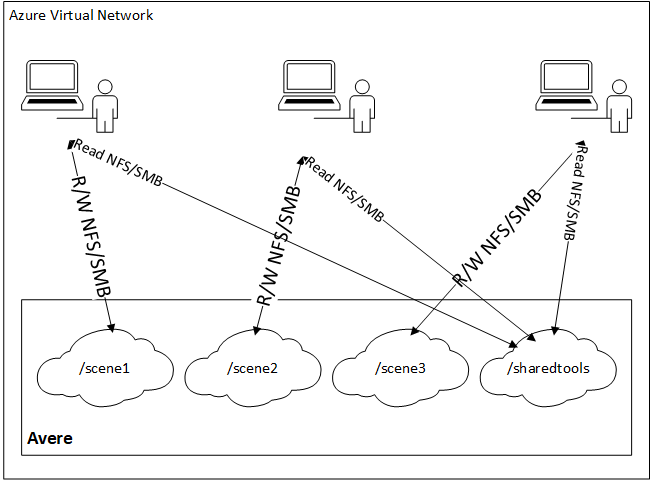 Azure Virtual Network
Read NFS/SMB
R/W NFS/SMB
Read NFS/SMB
R/W NFS/SMB
Read NFS/SMB
R/W NFS/SMB
/scene1
/scene2
/scene3
/sharedtools
Avere